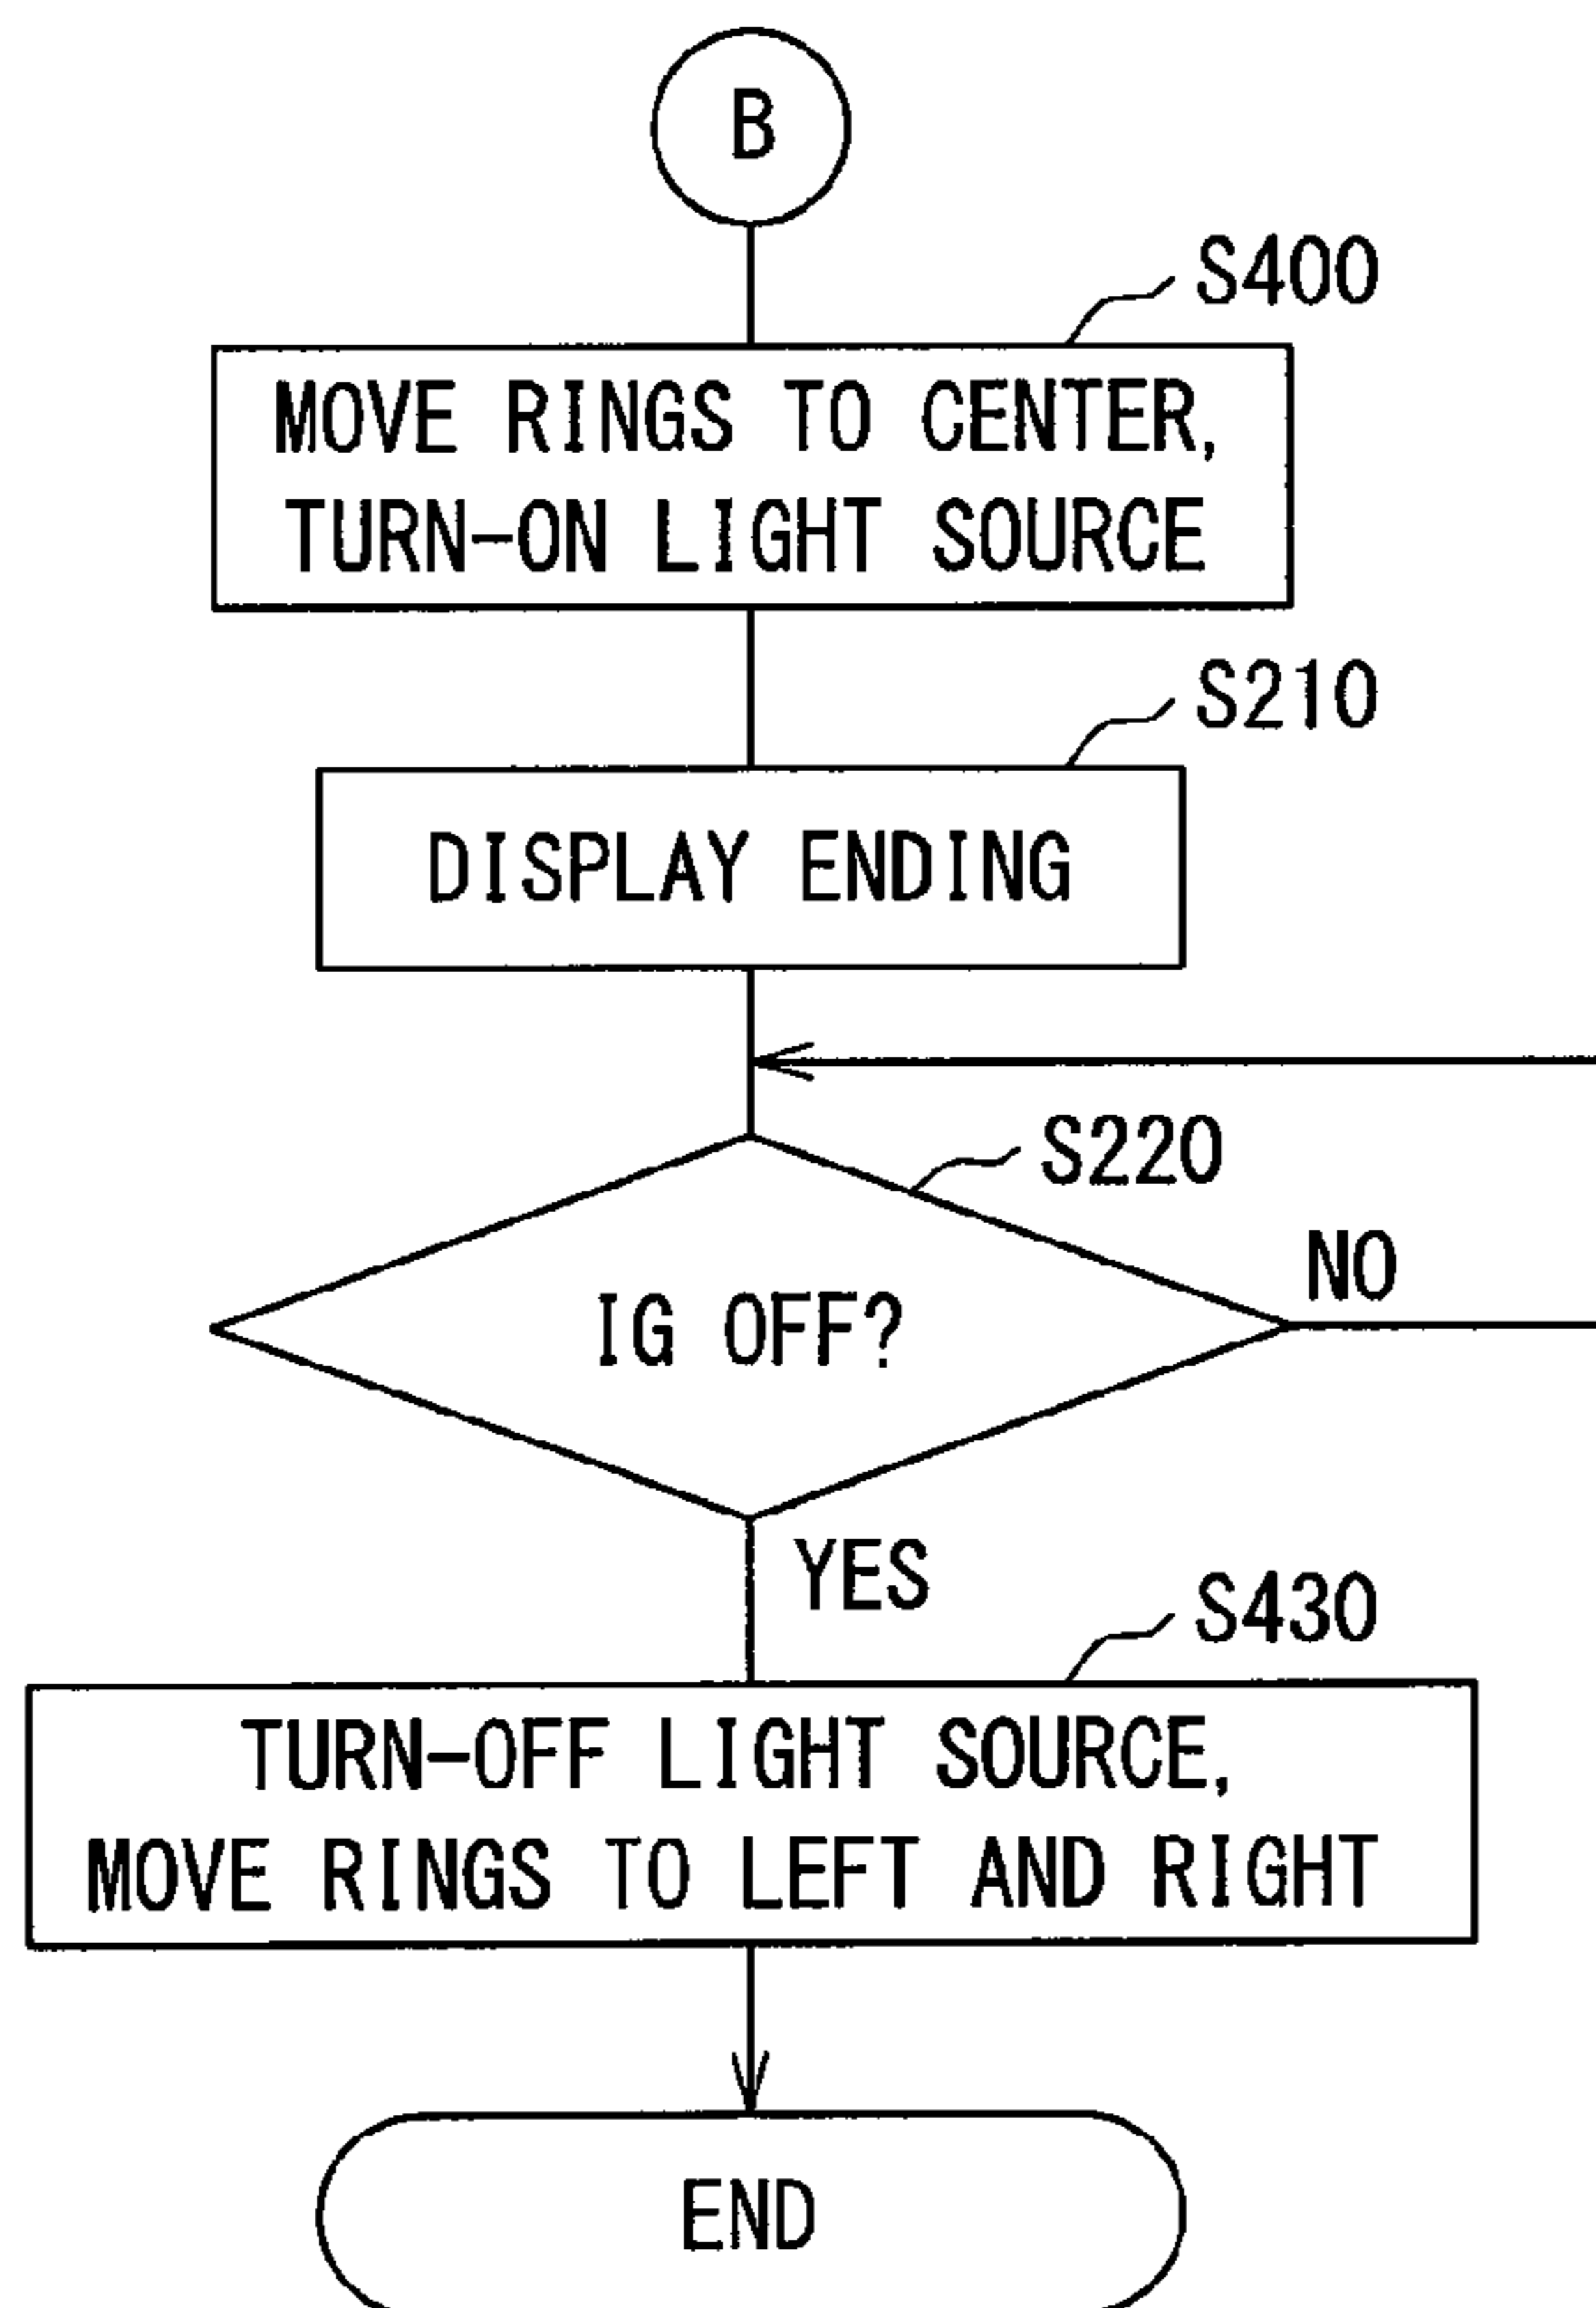 B
S400
MOVE RINGS TO CENTER,
TURN-ON LIGHT SOURCE
S210
DISPLAY ENDING
S220
IG OFF?
NO
YES
S430
TURN-OFF LIGHT SOURCE,
MOVE RINGS TO LEFT AND RIGHT
END